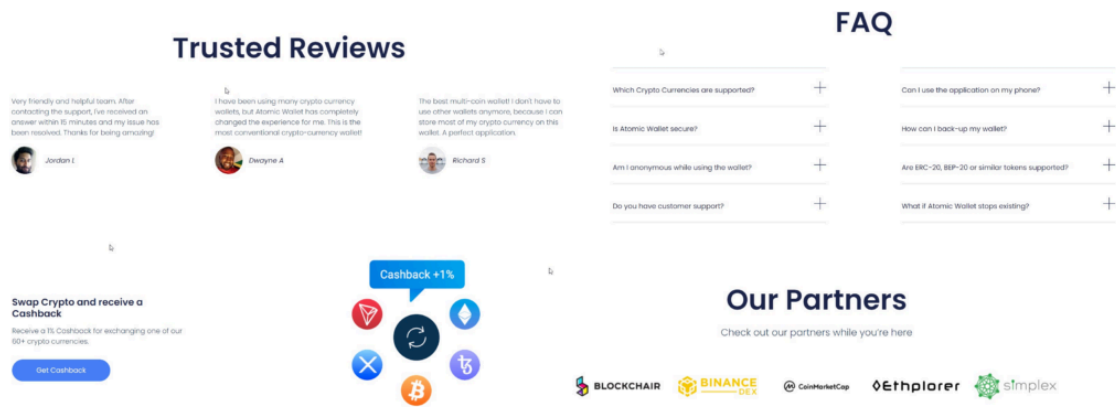 Trusted Reviews
Very friendly and helpful team. After
contacting the support, I've received an
answer within 15 minutes and my issue has
been resolved. Thanks for being amazing!
Jordan L
I have been using many crypto currency
wallets, but Atomic Wallet has completely
changed the experience for me. This is the
most conventional crypto-currency wallet!
Dwayne A
The best multi-coin wallet! I don't have to
use other wallets anymore, because I can
store most of my crypto currency on this
wallet. A perfect application.
Richard S
FAQ
Which Crypto Currencies are supported?
Is Atomic Wallet secure?
Am I anonymous while using the wallet?
Do you have customer support?
Can I use the application on my phone?
How can I back-up my wallet?
Are ERC-20, BEP-20 or similar tokens supported?
What if Atomic Wallet stops existing?
Swap Crypto and receive a
Cashback
Receive a 1% Cashback for exchanging one of our
60+ crypto currencies.
Get Cashback
Cashback +1%
Our Partners
Check out our partners while you're here
BLOCKCHAIR
BINANCE
DEX
CoinMarketCap
Ethplorer
simplex